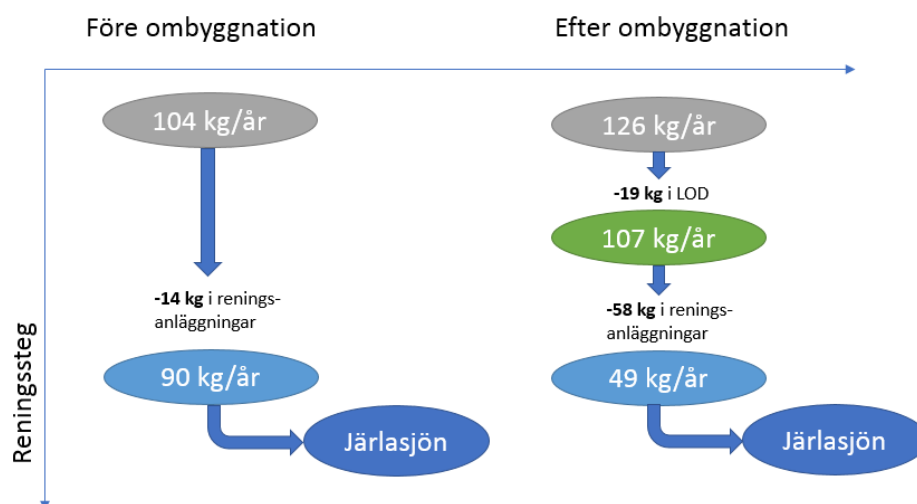 Före ombyggnation
Efter ombyggnation
Reningssteg
104 kg/år
-14 kg i renings-
anläggningar
90 kg/år
Järlasjön
126 kg/år
-19 kg i LOD
107 kg/år
-58 kg i renings-
anläggningar
49 kg/år
Järlasjön